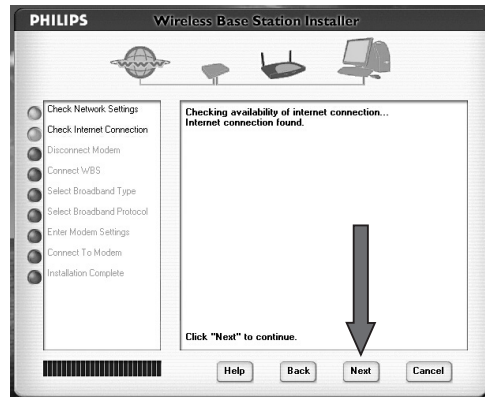 PHILIPS
Wireless Base Station Installer
WWW
Check Network Settings
Check Internet Connection
Disconnect Modem
Connect WBS
Select Broadband Type
Select Broadband Protocol
Enter Modem Settings
Connect To Modem
Installation Complete
Checking availability of internet connection...
Internet connection found.
Click "Next" to continue.
Help
Back
Next
Cancel